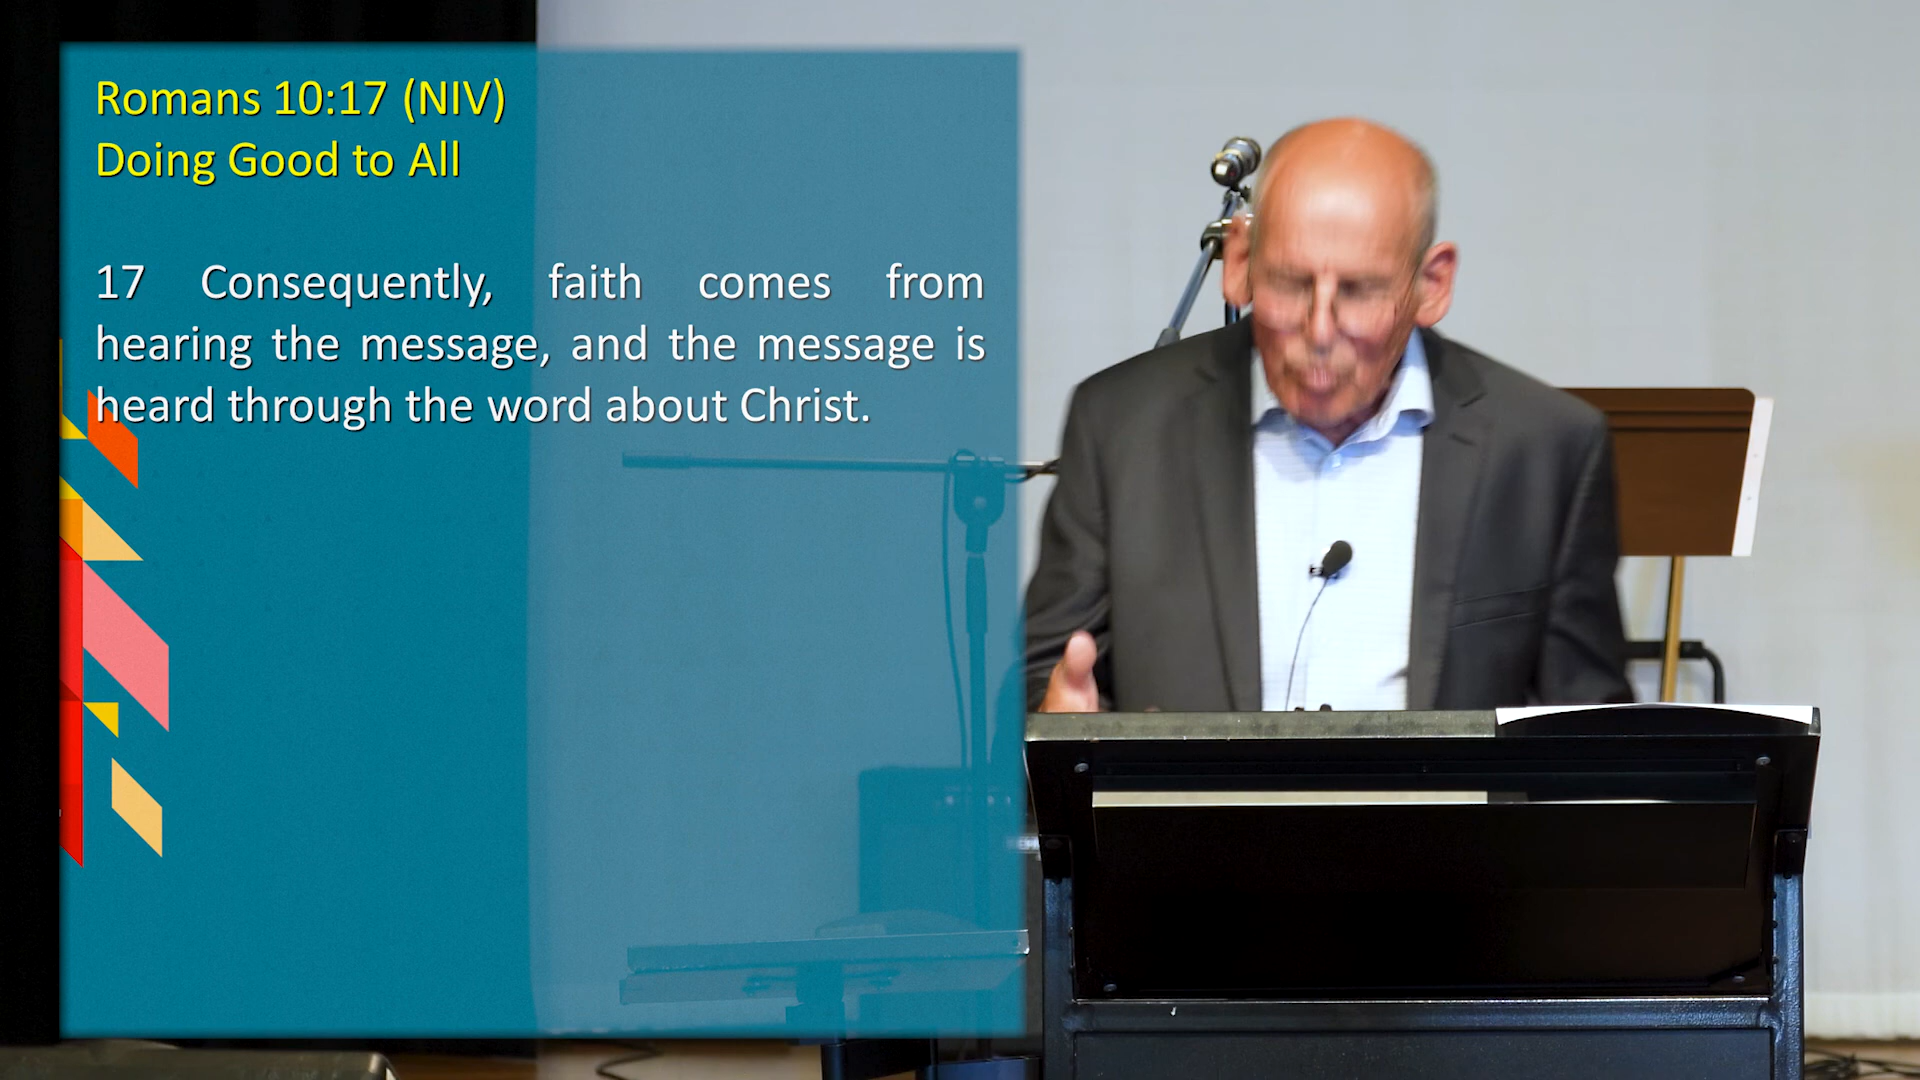 Romans 10:17 (NIV)
Doing Good to All
17 Consequently, faith comes from
hearing the message, and the message is
heard through the word about Christ.